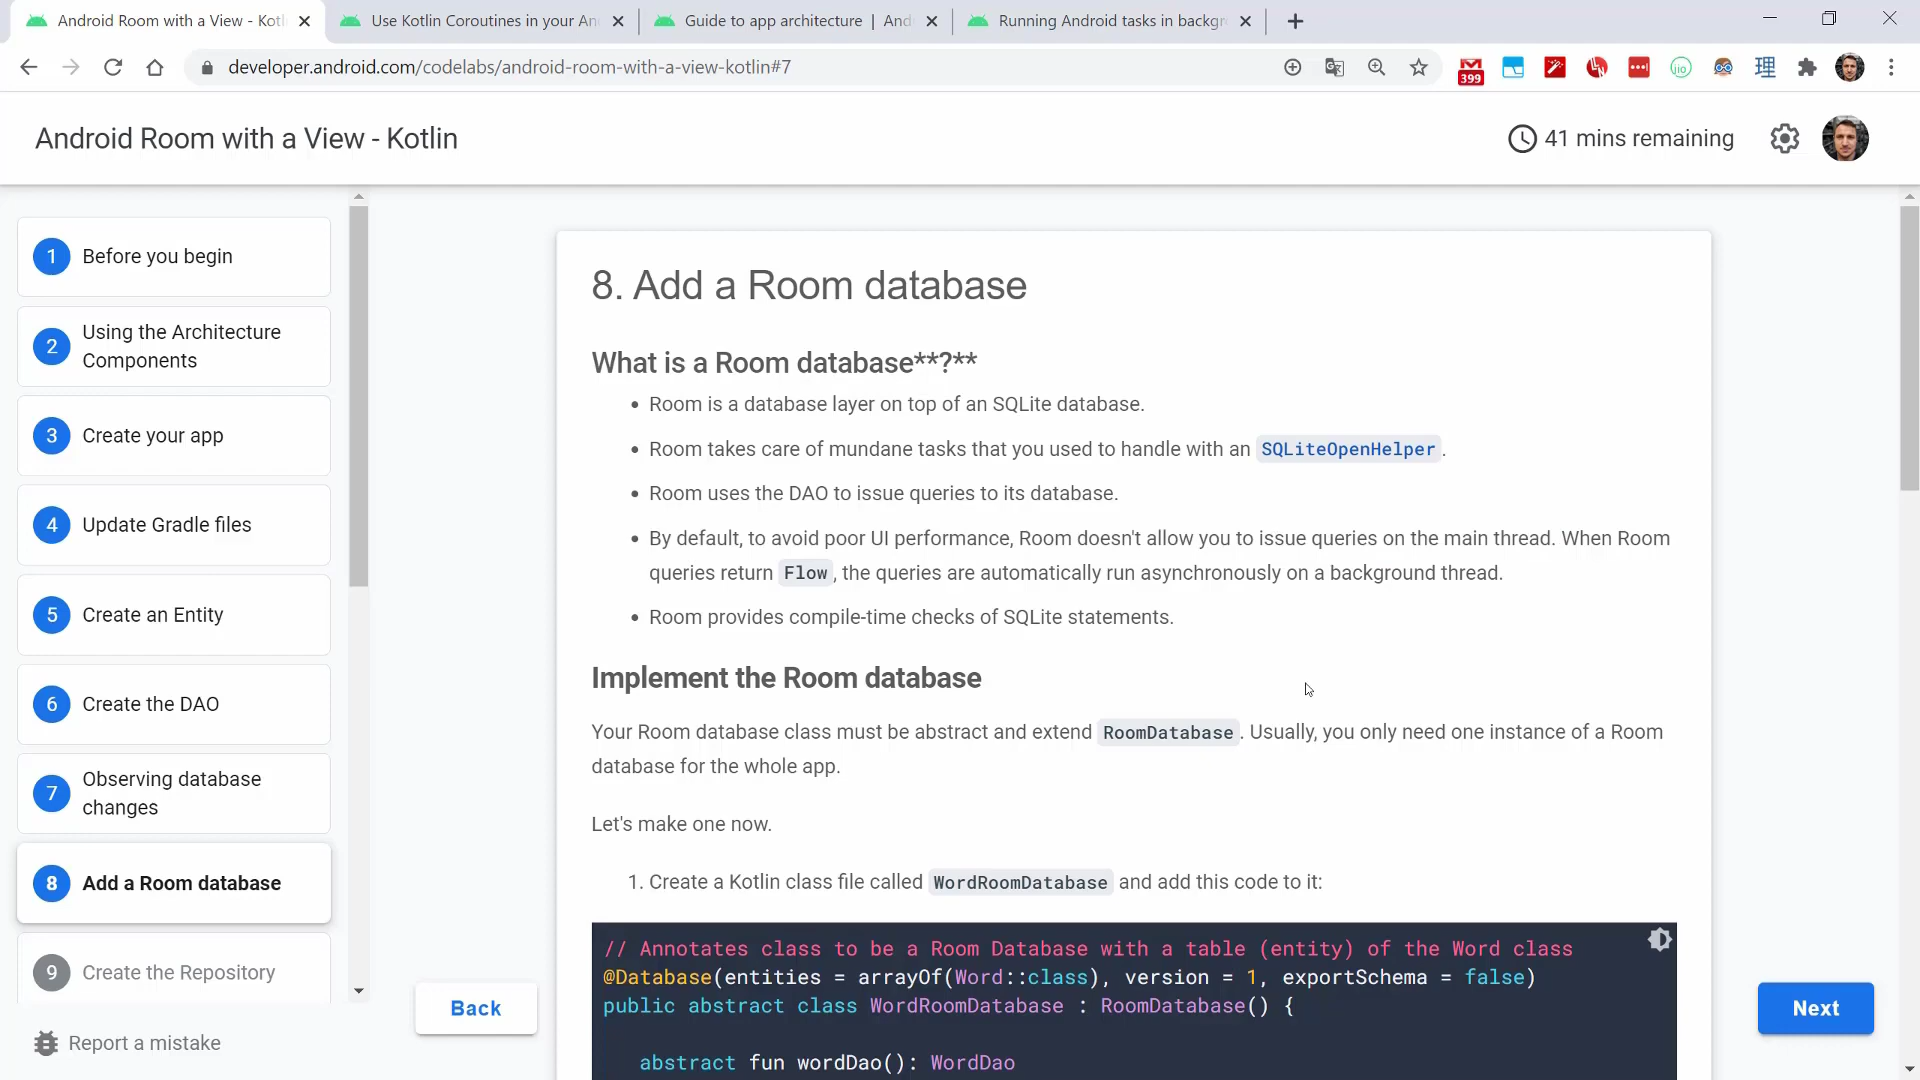 Android Room with a View - Kotl
Use Kotlin Coroutines in your An
Guide to app architecture | And
Running Android tasks in backgr
developer.android.com/codelabs/android-room-with-a-view-kotlin#7
399
理
Android Room with a View - Kotlin
41 mins remaining
1 Before you begin
2 Using the Architecture
Components
3 Create your app
4 Update Gradle files
5 Create an Entity
6 Create the DAO
7 Observing database
changes
8 Add a Room database
9 Create the Repository
Report a mistake
8. Add a Room database
What is a Room database**?**
• Room is a database layer on top of an SQLite database.
• Room takes care of mundane tasks that you used to handle with an SQLiteOpenHelper.
• Room uses the DAO to issue queries to its database.
• By default, to avoid poor UI performance, Room doesn't allow you to issue queries on the main thread. When Room
queries return Flow, the queries are automatically run asynchronously on a background thread.
• Room provides compile-time checks of SQLite statements.
Implement the Room database
Your Room database class must be abstract and extend RoomDatabase. Usually, you only need one instance of a Room
database for the whole app.
Let's make one now.
1. Create a Kotlin class file called WordRoomDatabase and add this code to it:
// Annotates class to be a Room Database with a table (entity) of the Word class
@Database(entities = arrayOf(Word::class), version = 1, exportSchema = false)
public abstract class WordRoomDatabase : RoomDatabase() {
abstract fun wordDao(): WordDao
Back
Next